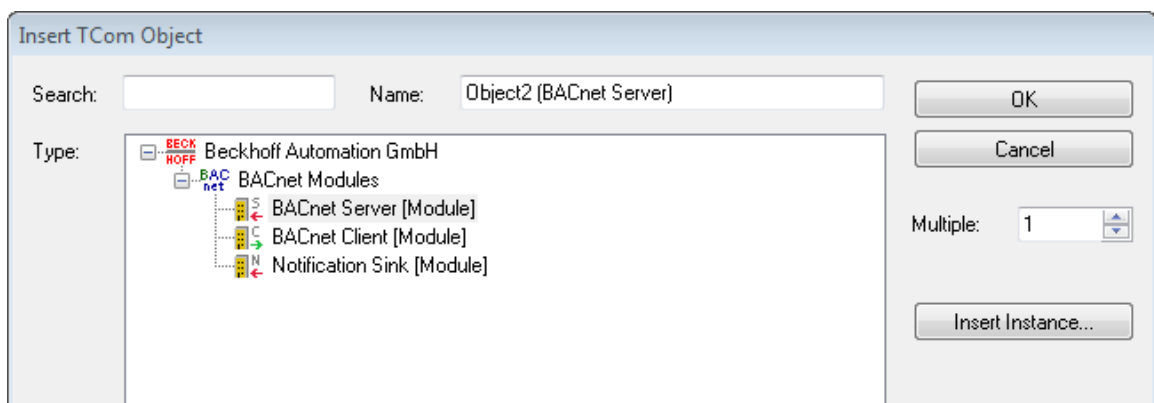 Insert TCom Object
Search:
Name:
Object2 (BACnet Server)
OK
Type:
BECK
HOFF
Beckhoff Automation GmbH
Cancel
BAC
net
BACnet Modules
S
BACnet Server [Module]
Multiple:
1
C
BACnet Client [Module]
N
Notification Sink [Module]
Insert Instance...